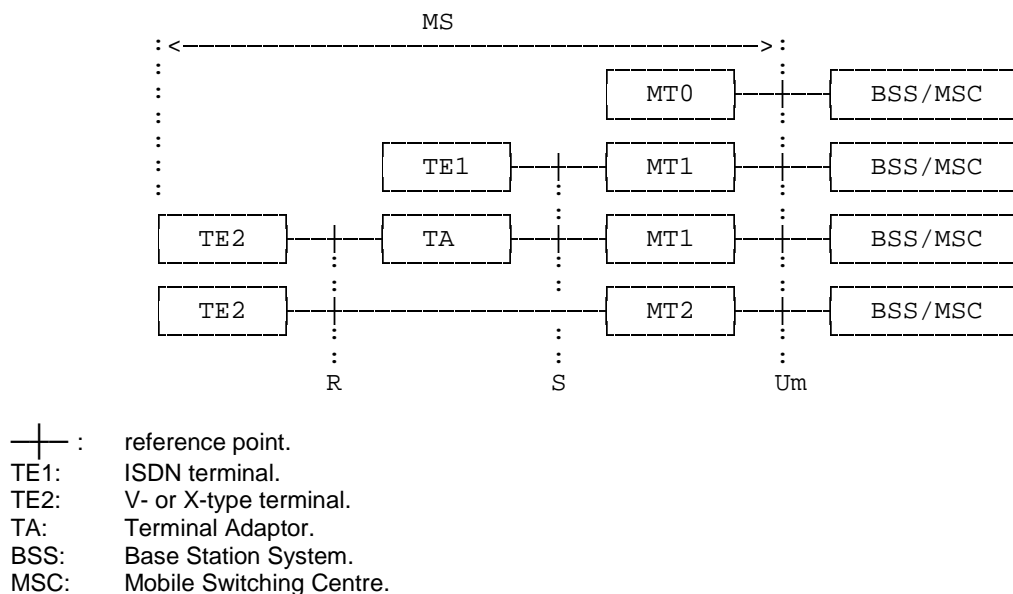 MS
MT0 BSS/MSC
TE1 MT1 BSS/MSC
TE2 TA MT1 BSS/MSC
TE2 MT2 BSS/MSC
R S Um
: reference point.
TE1: ISDN terminal.
TE2: V- or X-type terminal.
TA: Terminal Adaptor.
BSS: Base Station System.
MSC: Mobile Switching Centre.